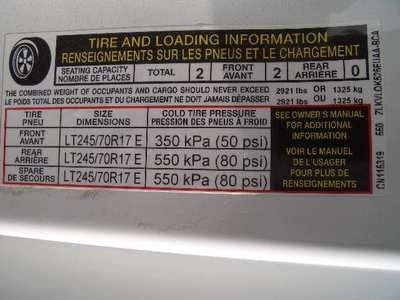 TIRE AND LOADING INFORMATION
RENSEIGNEMENTS SUR LES PNEUS ET LE CHARGEMENT
SEATING CAPACITY
NOMBRE DE PLACES
TOTAL 2
FRONT
AVANT 2
REAR
ARRIÈRE 0
THE COMBINED WEIGHT OF OCCUPANTS AND CARGO SHOULD NEVER EXCEED 2921 lbs OR 1325 kg
LE POIDS TOTAL DES OCCUPANTS ET DU CHARGEMENT NE DOIT JAMAIS DÉPASSER 2921 lbs OU 1325 kg
TIRE
PNEU
SIZE
DIMENSIONS
COLD TIRE PRESSURE
PRESSION DES PNEUS À FROID
FRONT
AVANT
LT245/70R17 E
350 kPa (50 psi)
REAR
ARRIÈRE
LT245/70R17 E
550 kPa (80 psi)
SPARE
DE SECOURS
LT245/70R17 E
550 kPa (80 psi)
SEE OWNER'S MANUAL
FOR ADDITIONAL
INFORMATION
VOIR LE MANUEL
DE L'USAGER
POUR PLUS DE
RENSEIGNEMENTS
CN116319 560